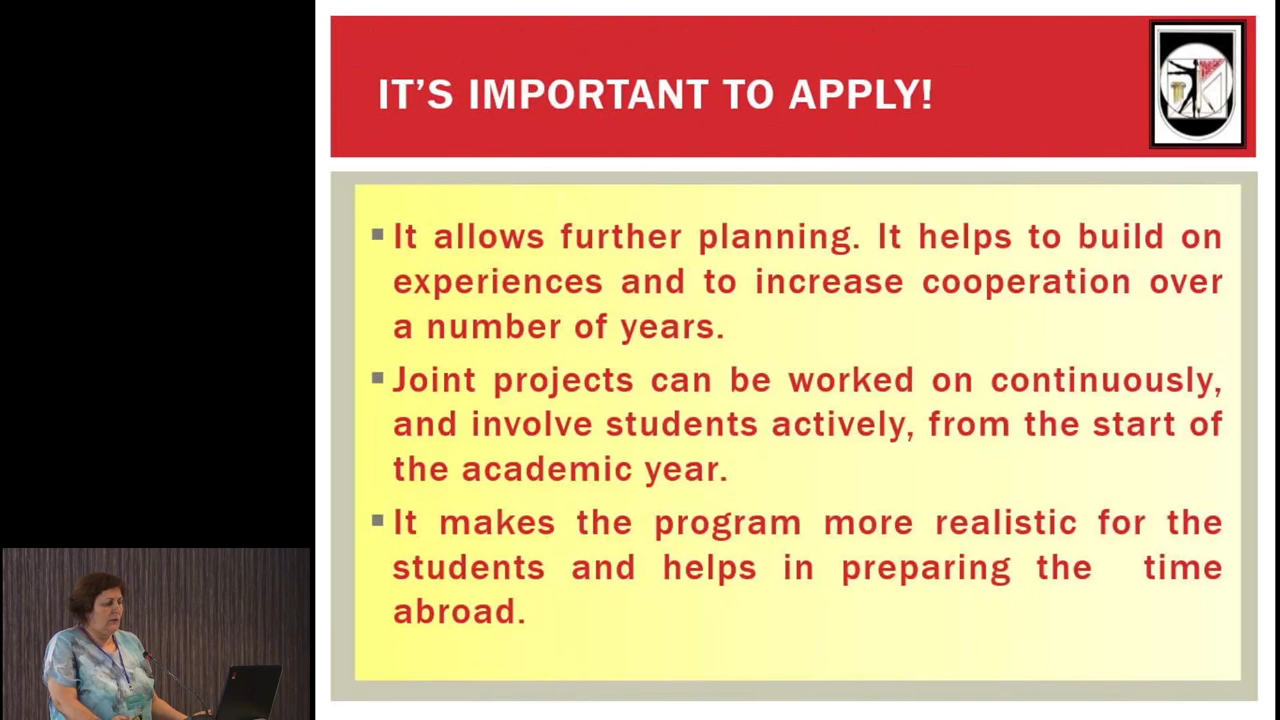 IT'S IMPORTANT TO APPLY!
It allows further planning. It helps to build on
experiences and to increase cooperation over
a number of years.
Joint projects can be worked on continuously,
and involve students actively, from the start of
the academic year.
It makes the program more realistic for the
students and helps in preparing the time
abroad.